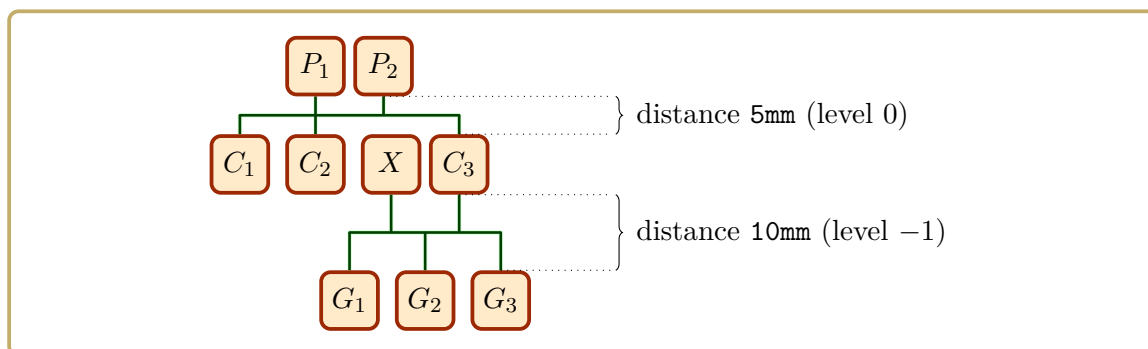 P₁ P₂
distance 5mm (level 0)
C₁ C₂ X C₃
distance 10mm (level −1)
G₁ G₂ G₃